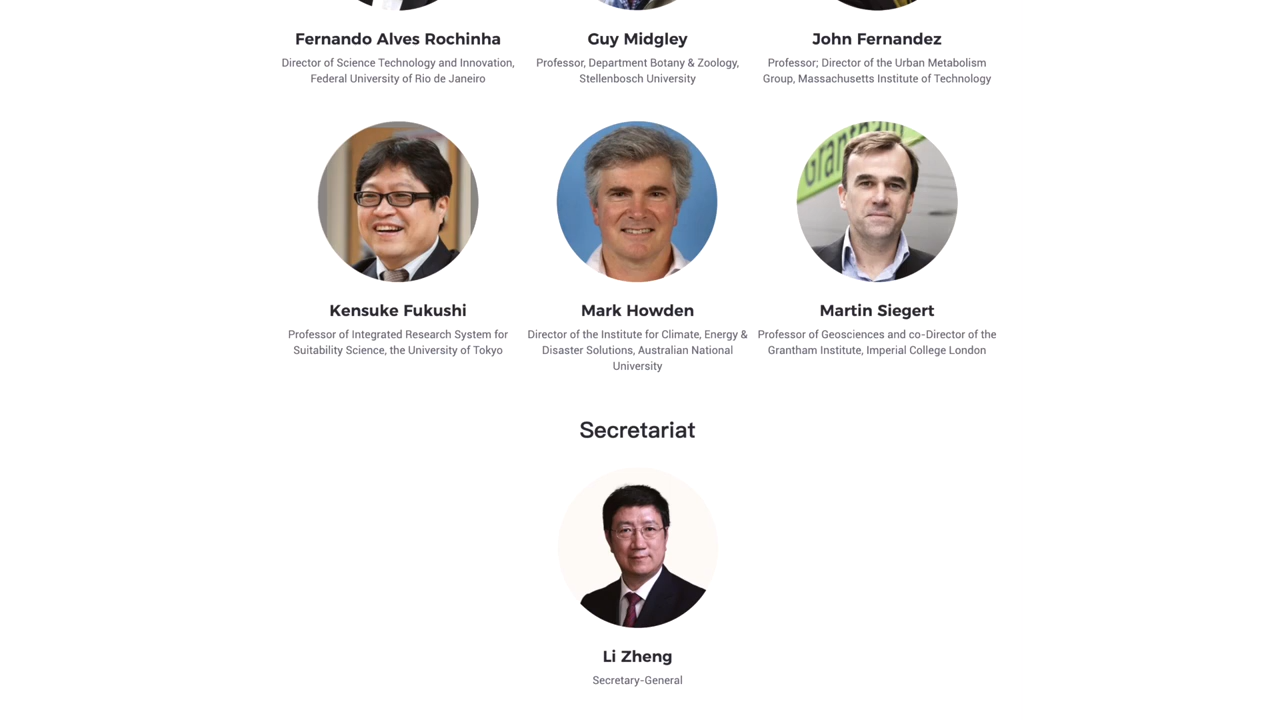 Fernando Alves Rochinha
Director of Science Technology and Innovation,
Federal University of Rio de Janeiro
Guy Midgley
Professor, Department Botany & Zoology,
Stellenbosch University
John Fernandez
Professor; Director of the Urban Metabolism
Group, Massachusetts Institute of Technology
Grantham
Kensuke Fukushi
Professor of Integrated Research System for
Suitability Science, the University of Tokyo
Mark Howden
Director of the Institute for Climate, Energy &
Disaster Solutions, Australian National
University
Martin Siegert
Professor of Geosciences and co-Director of the
Grantham Institute, Imperial College London
Secretariat
Li Zheng
Secretary-General